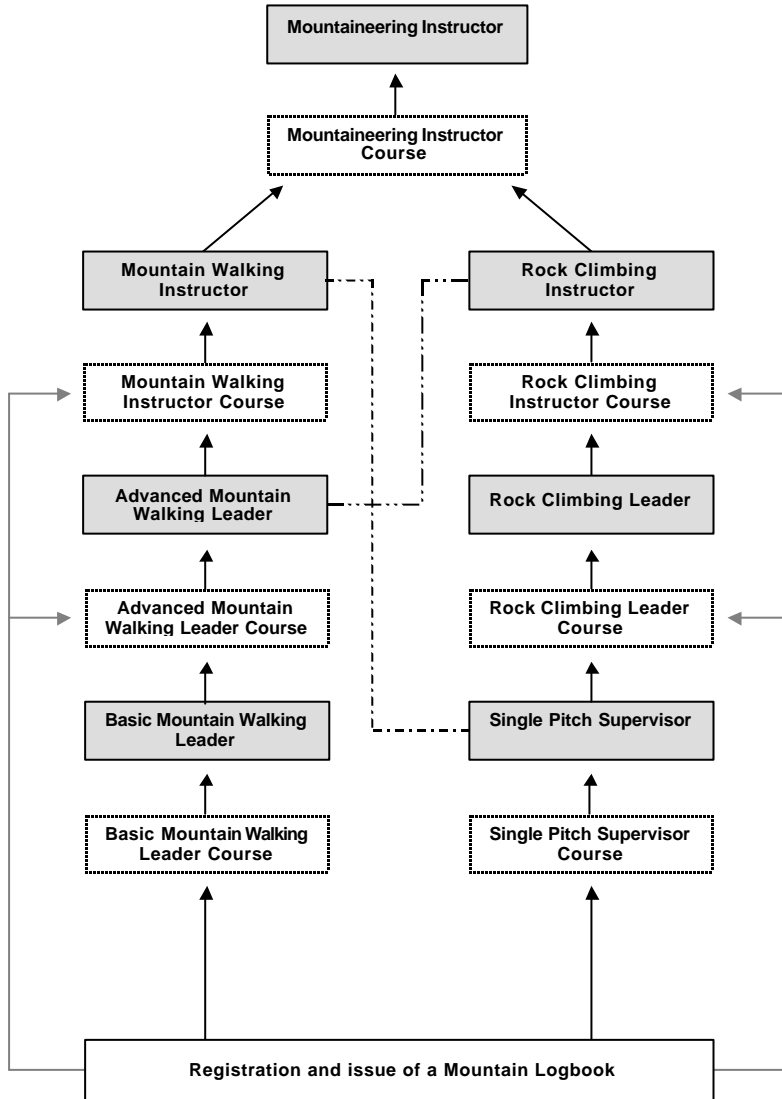 Mountaineering Instructor
Mountaineering Instructor
Course
Mountain Walking
Instructor
Rock Climbing
Instructor
Mountain Walking
Instructor Course
Rock Climbing
Instructor Course
Advanced Mountain
Walking Leader
Rock Climbing Leader
Advanced Mountain
Walking Leader Course
Rock Climbing Leader
Course
Basic Mountain Walking
Leader
Single Pitch Supervisor
Basic Mountain Walking
Leader Course
Single Pitch Supervisor
Course
Registration and issue of a Mountain Logbook